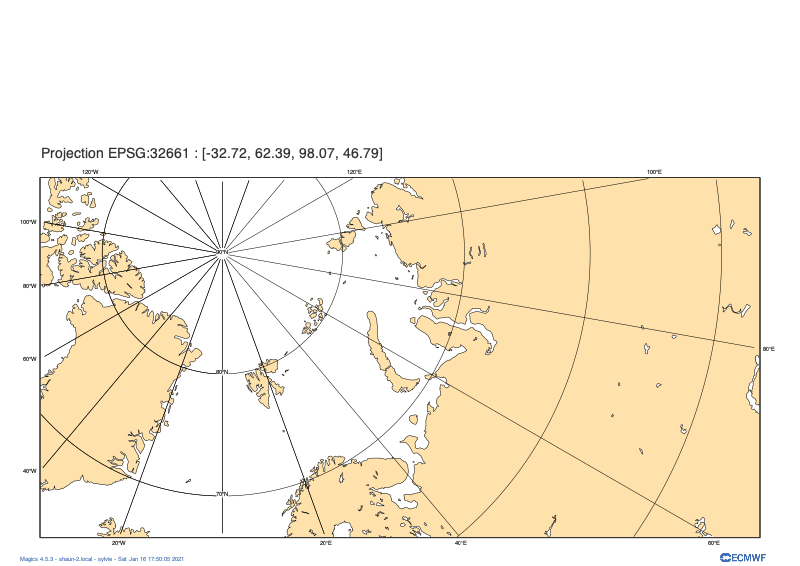 Projection EPSG:32661 : [-32.72, 62.39, 98.07, 46.79]
120°W 120°E 100°E
100°W
90°N
80°W
80°E
60°W
80°N
40°W
70°N
20°W 20°E 40°E 60°E
Magics 4.5.3 - shaun-2.local - sylvie - Sat Jan 16 17:50:05 2021
ECMWF